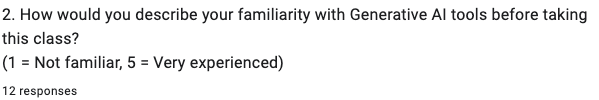 2. How would you describe your familiarity with Generative AI tools before taking
this class?
(1 = Not familiar, 5 = Very experienced)
12 responses